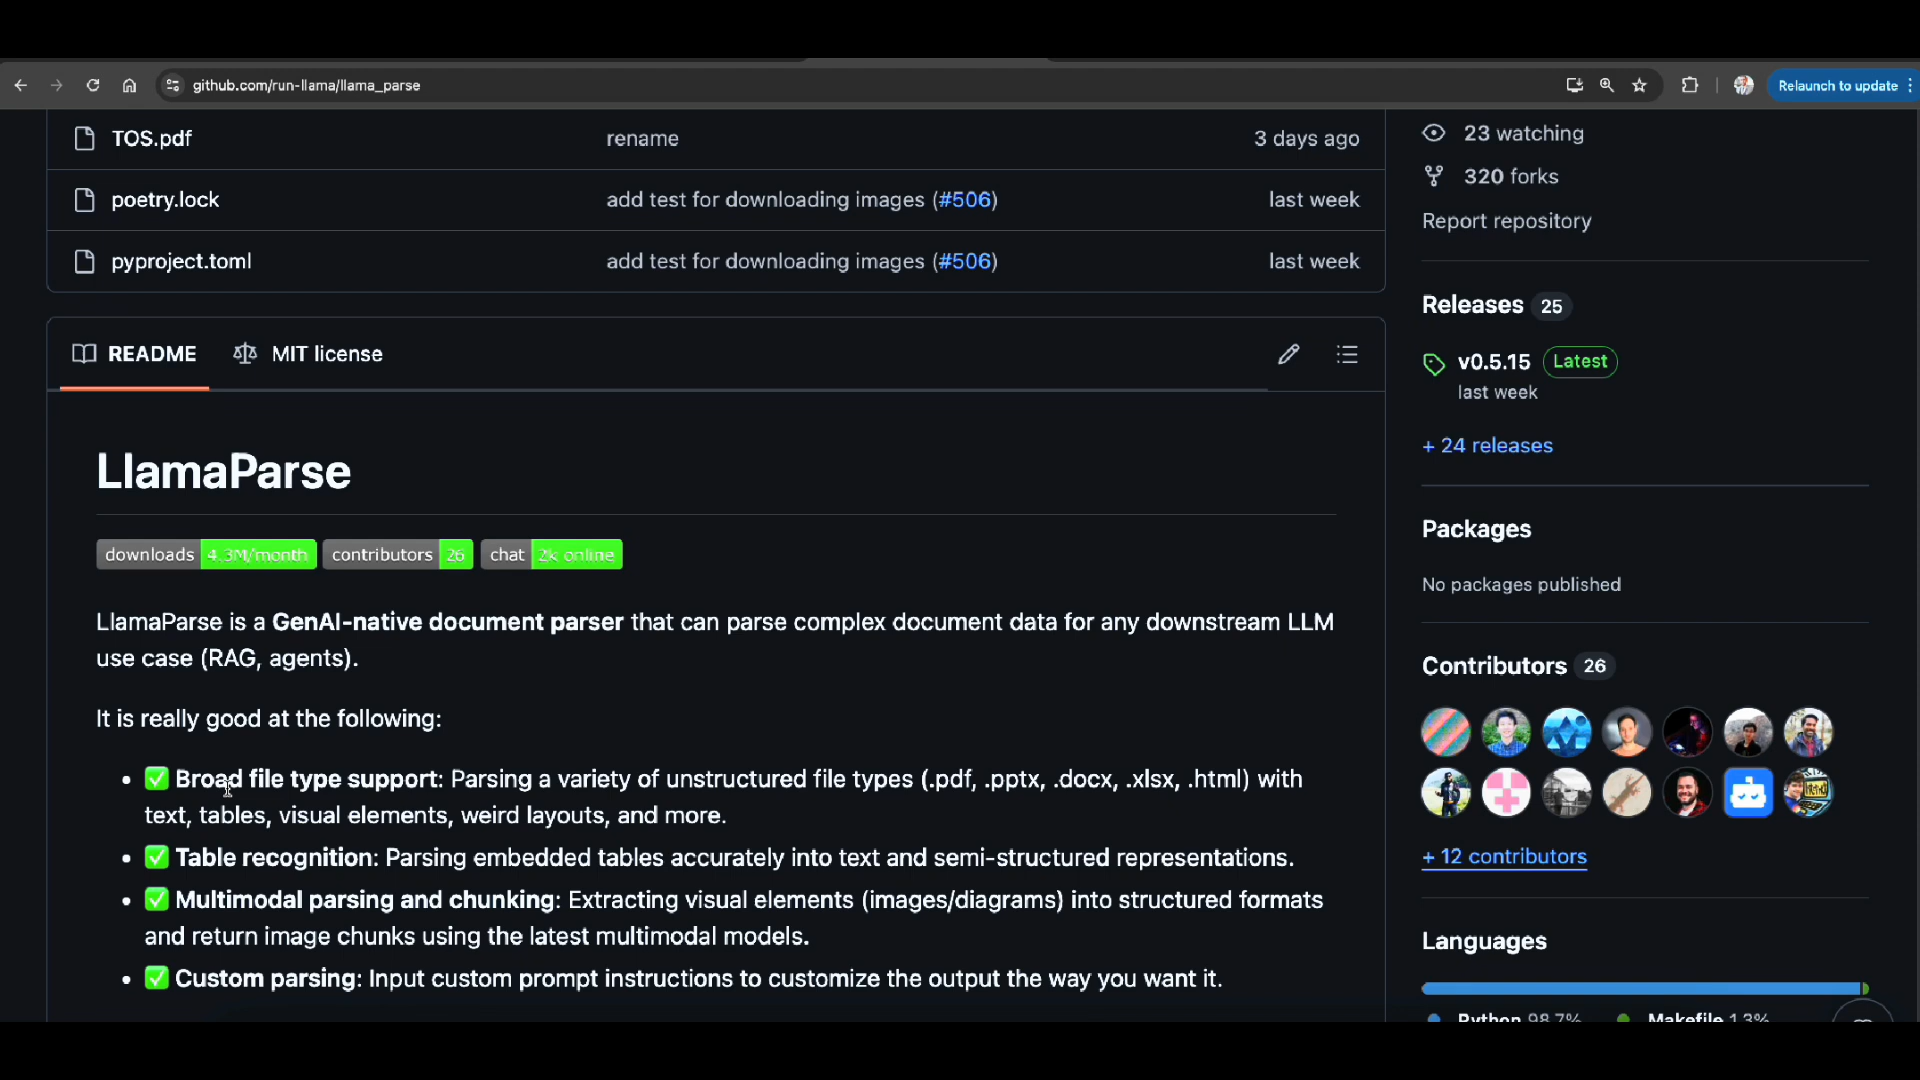 github.com/run-llama/llama_parse
Relaunch to update
TOS.pdf rename 3 days ago
poetry.lock add test for downloading images (#506) last week
pyproject.toml add test for downloading images (#506) last week
README MIT license
LlamaParse
downloads 4.3M/month contributors 26 chat 2k online
LlamaParse is a GenAI-native document parser that can parse complex document data for any downstream LLM
use case (RAG, agents).
It is really good at the following:
• ✅ Broad file type support: Parsing a variety of unstructured file types (.pdf, .pptx, .docx, .xlsx, .html) with
text, tables, visual elements, weird layouts, and more.
• ✅ Table recognition: Parsing embedded tables accurately into text and semi-structured representations.
• ✅ Multimodal parsing and chunking: Extracting visual elements (images/diagrams) into structured formats
and return image chunks using the latest multimodal models.
• ✅ Custom parsing: Input custom prompt instructions to customize the output the way you want it.
23 watching
320 forks
Report repository
Releases 25
v0.5.15 Latest
last week
+ 24 releases
Packages
No packages published
Contributors 26
+ 12 contributors
Languages
Python 98.7% Makefile 1.3%